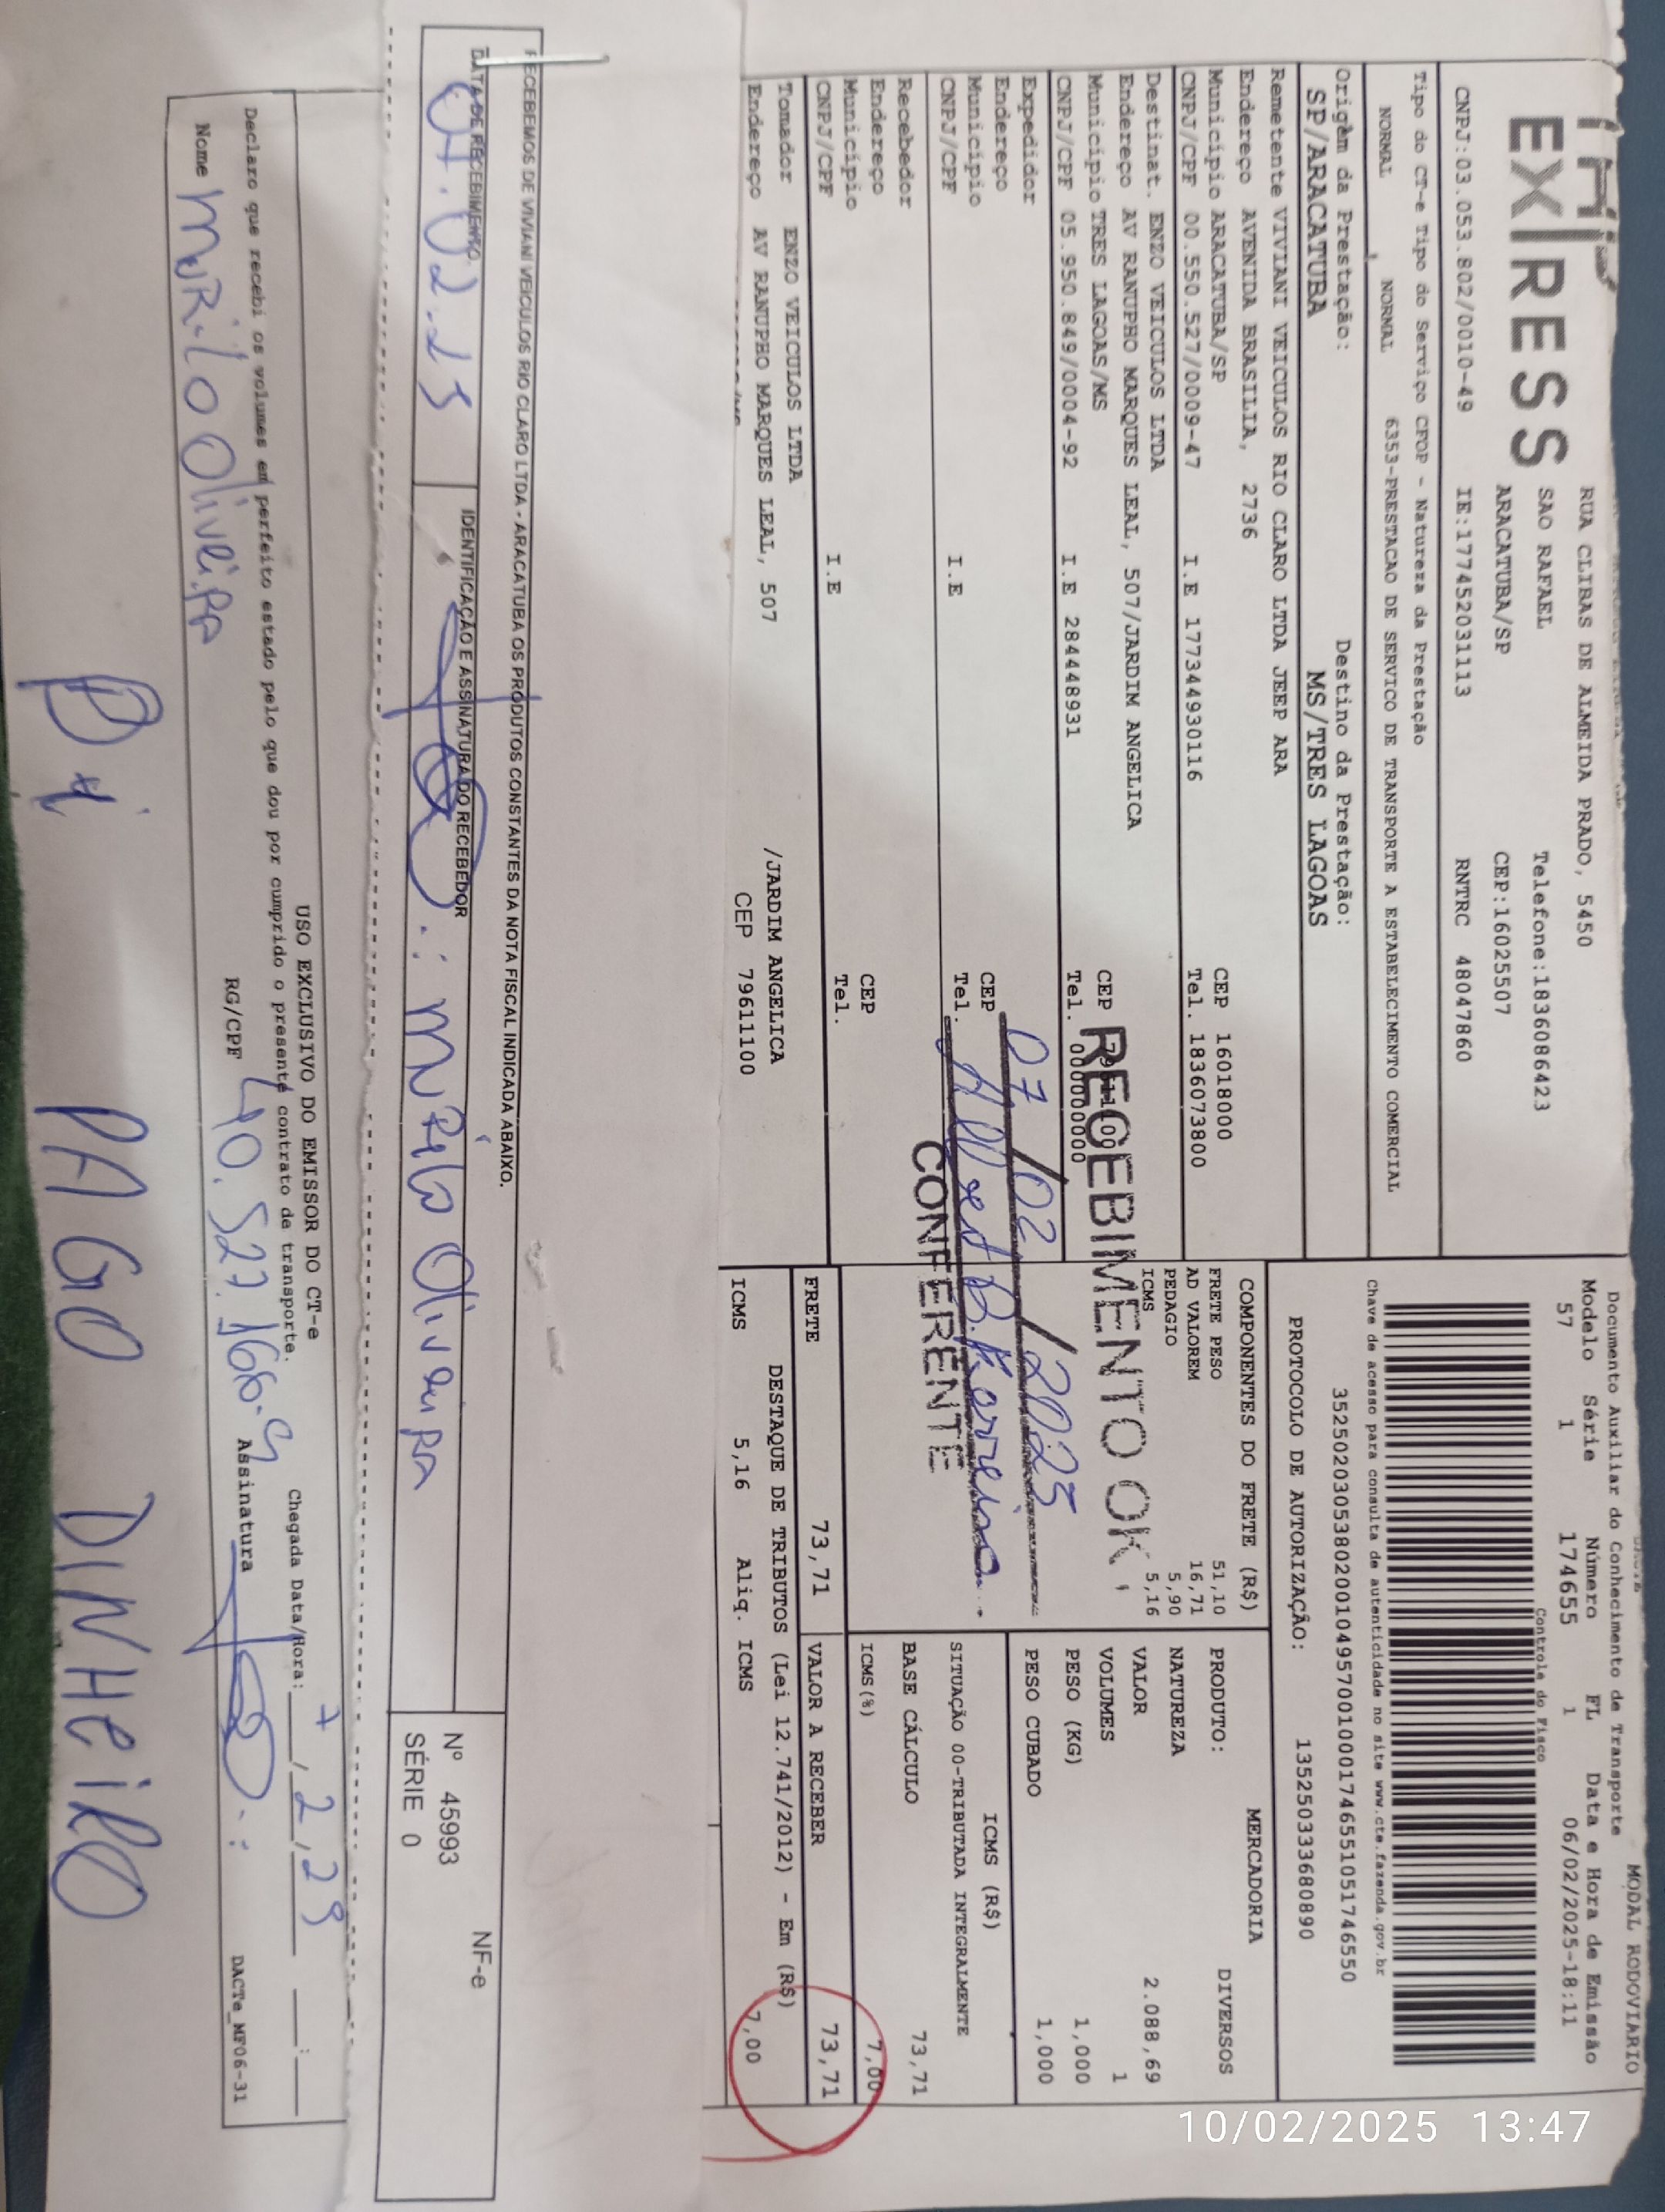 MODAL RODOVIARIO
Documento Auxiliar do Conhecimento de Transporte
EXPRESS
RUA CLIBAS DE ALMEIDA PRADO, 5450
SAO RAFAEL Telefone:1836086423
ARACATUBA/SP CEP:16025507
CNPJ:03.053.802/0010-49 IE:177452031113 RNTRC 48047860
Modelo Série Número FL Data e Hora de Emissão
57 1 174655 1 06/02/2025-18:11
Controle do Fisco
Chave de acesso para consulta de autenticidade no site www.cte.fazenda.gov.br
35250203053802001049570010001746551051746550
PROTOCOLO DE AUTORIZAÇÃO: 135250333680890
Tipo do CT-e Tipo do Serviço CFOP - Natureza da Prestação
NORMAL NORMAL 6353-PRESTACAO DE SERVICO DE TRANSPORTE A ESTABELECIMENTO COMERCIAL
Origem da Prestação: Destino da Prestação:
SP/ARACATUBA MS/TRES LAGOAS
Remetente VIVIANI VEICULOS RIO CLARO LTDA JEEP ARA
Endereço AVENIDA BRASILIA, 2736
Município ARACATUBA/SP CEP 16018000
CNPJ/CPF 00.550.527/0009-47 I.E 177344930116 Tel. 1836073800
Destinat. ENZO VEICULOS LTDA
Endereço AV RANUPHO MARQUES LEAL, 507/JARDIM ANGELICA
Município TRES LAGOAS/MS CEP 79611100
CNPJ/CPF 05.950.849/0004-92 I.E 284448931 Tel. 0000000000
Expedidor
Endereço
Município CEP
CNPJ/CPF I.E Tel.
Recebedor
Endereço
Município CEP
CNPJ/CPF I.E Tel.
Tomador ENZO VEICULOS LTDA /JARDIM ANGELICA
Endereço AV RANUPHO MARQUES LEAL, 507 CEP 79611100
RECEBIMENTO OK,
07/02/2025
CONFERENTE
COMPONENTES DO FRETE (R$)
FRETE PESO 51,10
AD VALOREM 16,71
PEDAGIO 5,90
ICMS 5,16
MERCADORIA
PRODUTO: DIVERSOS
NATUREZA
VALOR 2.088,69
VOLUMES 1
PESO (KG) 1,000
PESO CUBADO 1,000
ICMS (R$)
SITUAÇÃO 00-TRIBUTADA INTEGRALMENTE
BASE CÁLCULO 73,71
ICMS(%) 7,00
FRETE 73,71 VALOR A RECEBER 73,71
DESTAQUE DE TRIBUTOS (Lei 12.741/2012) - Em (R$)
ICMS 5,16 Aliq. ICMS 7,00
RECEBEMOS DE VIVIANI VEICULOS RIO CLARO LTDA - ARACATUBA OS PRODUTOS CONSTANTES DA NOTA FISCAL INDICADA ABAIXO.
NF-e
Nº 45993
SÉRIE 0
DATA DE RECEBIMENTO IDENTIFICAÇÃO E ASSINATURA DO RECEBEDOR
07.02.25 MuRilo OliveiRA
USO EXCLUSIVO DO EMISSOR DO CT-e
Declaro que recebi os volumes em perfeito estado pelo que dou por cumprido o presente contrato de transporte.
Chegada Data/Hora: 7/2/25 :
Nome MuRilo OliveiRA RG/CPF 40.527.166-9 Assinatura
DACTe_MF06-31
PAGO DINHeiRO
10/02/2025 13:47